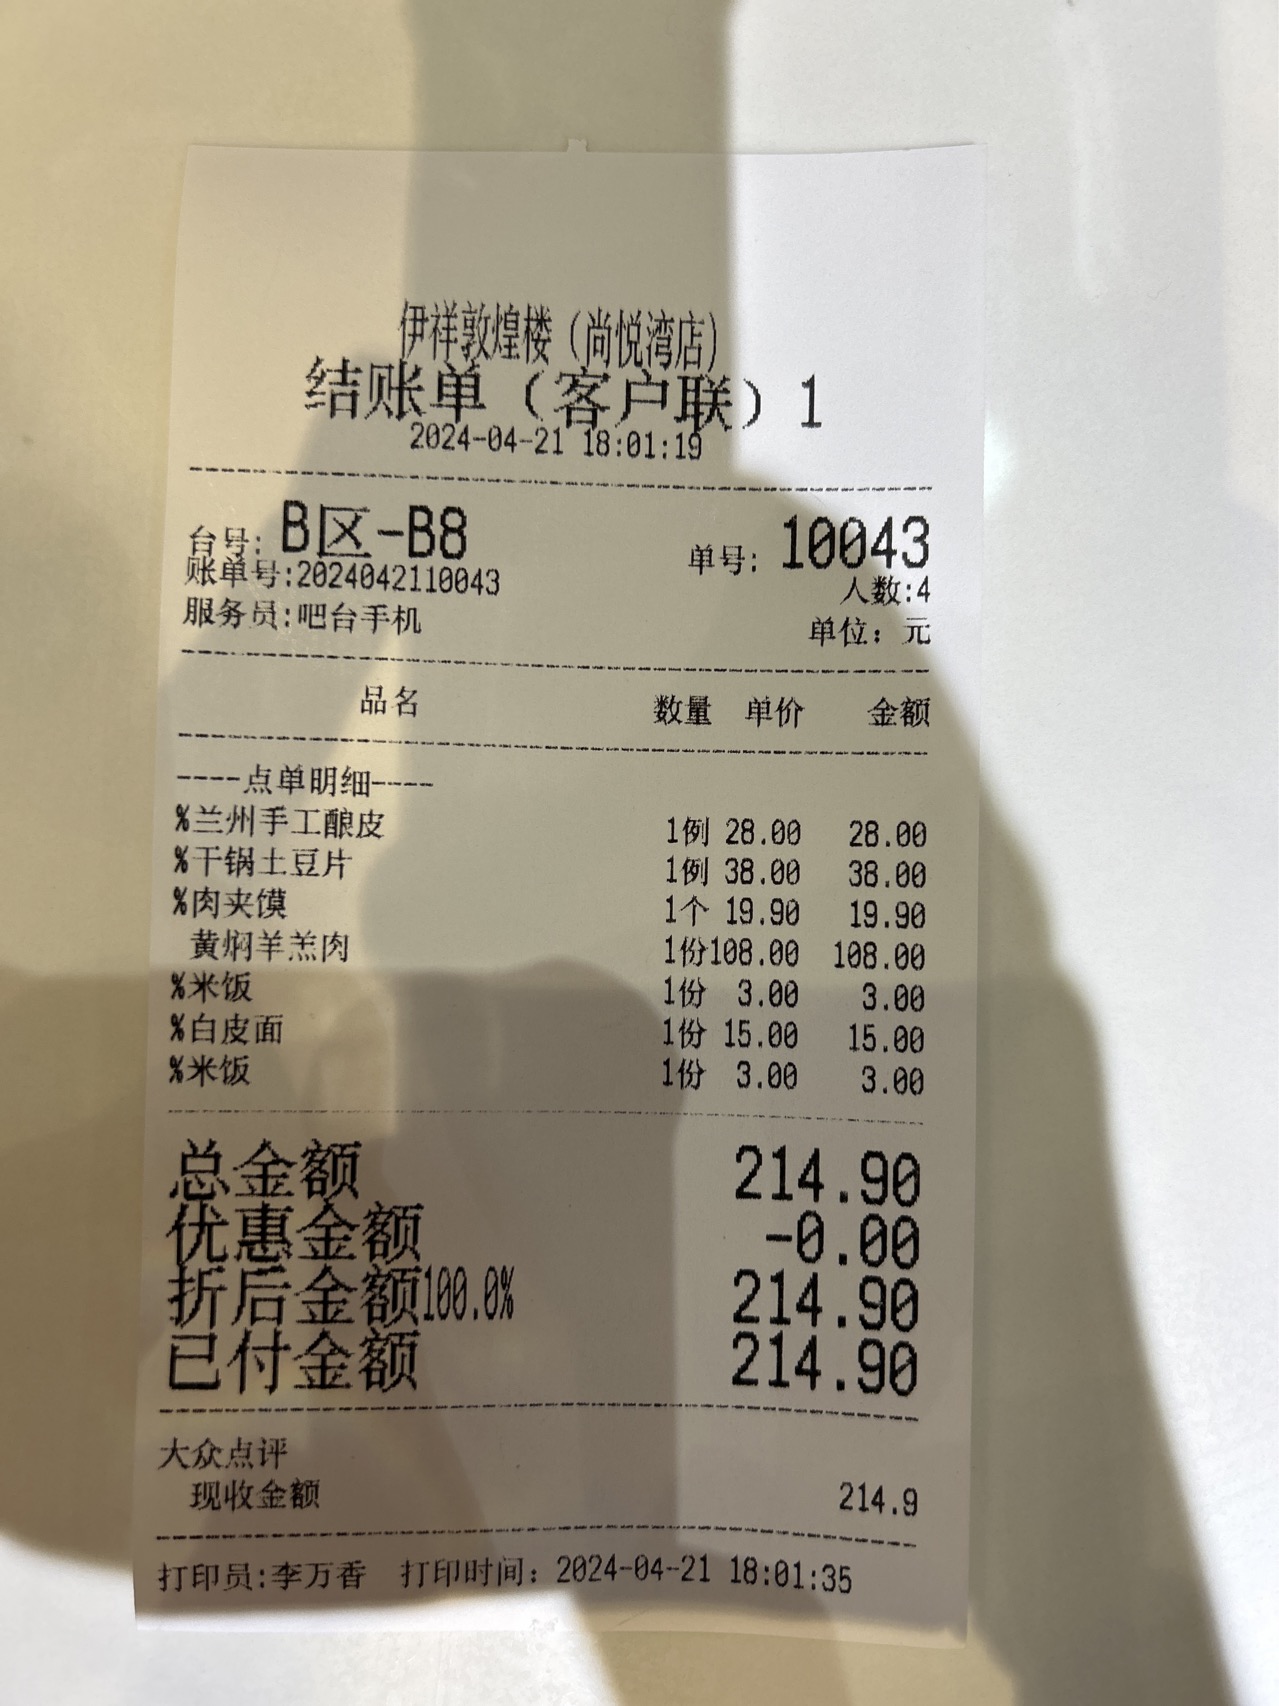 伊祥敦煌楼（尚悦湾店）
结账单（客户联）1
2024-04-21 18:01:19
台号: B区-B8 单号: 10043
账单号:2024042110043 人数:4
服务员:吧台手机 单位: 元
品名 数量 单价 金额
----点单明细----
%兰州手工酿皮 1例 28.00 28.00
%干锅土豆片 1例 38.00 38.00
%肉夹馍 1个 19.90 19.90
黄焖羊羔肉 1份108.00 108.00
%米饭 1份 3.00 3.00
%白皮面 1份 15.00 15.00
%米饭 1份 3.00 3.00
总金额 214.90
优惠金额 -0.00
折后金额100.0% 214.90
已付金额 214.90
大众点评
现收金额 214.9
打印员:李万香 打印时间: 2024-04-21 18:01:35